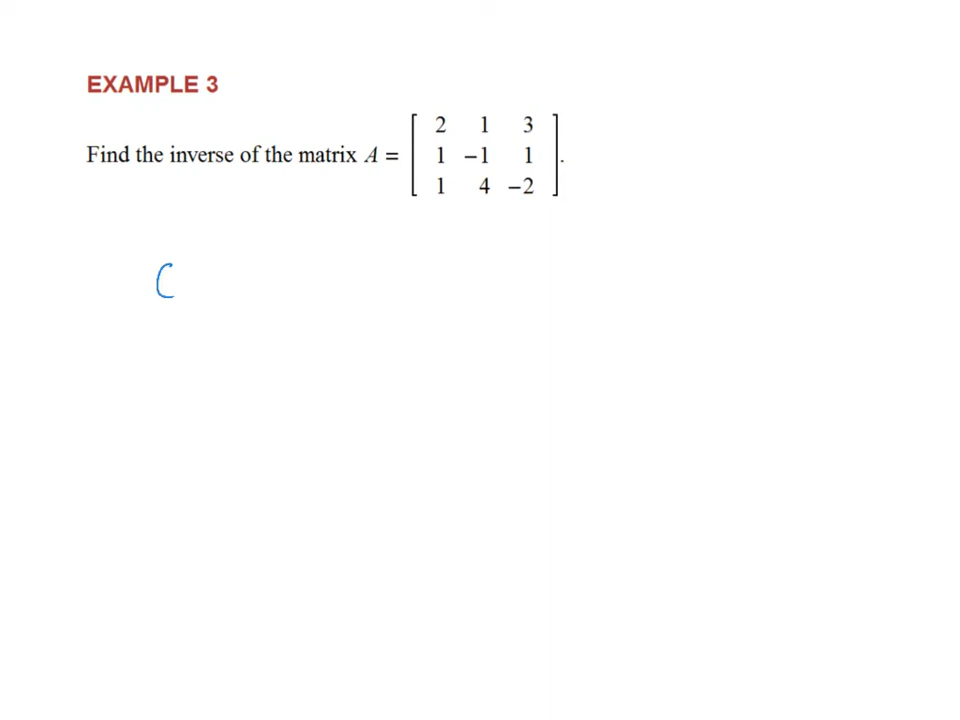 EXAMPLE 3
Find the inverse of the matrix A = [ 2 1 3
1 −1 1
1 4 −2 ].
C